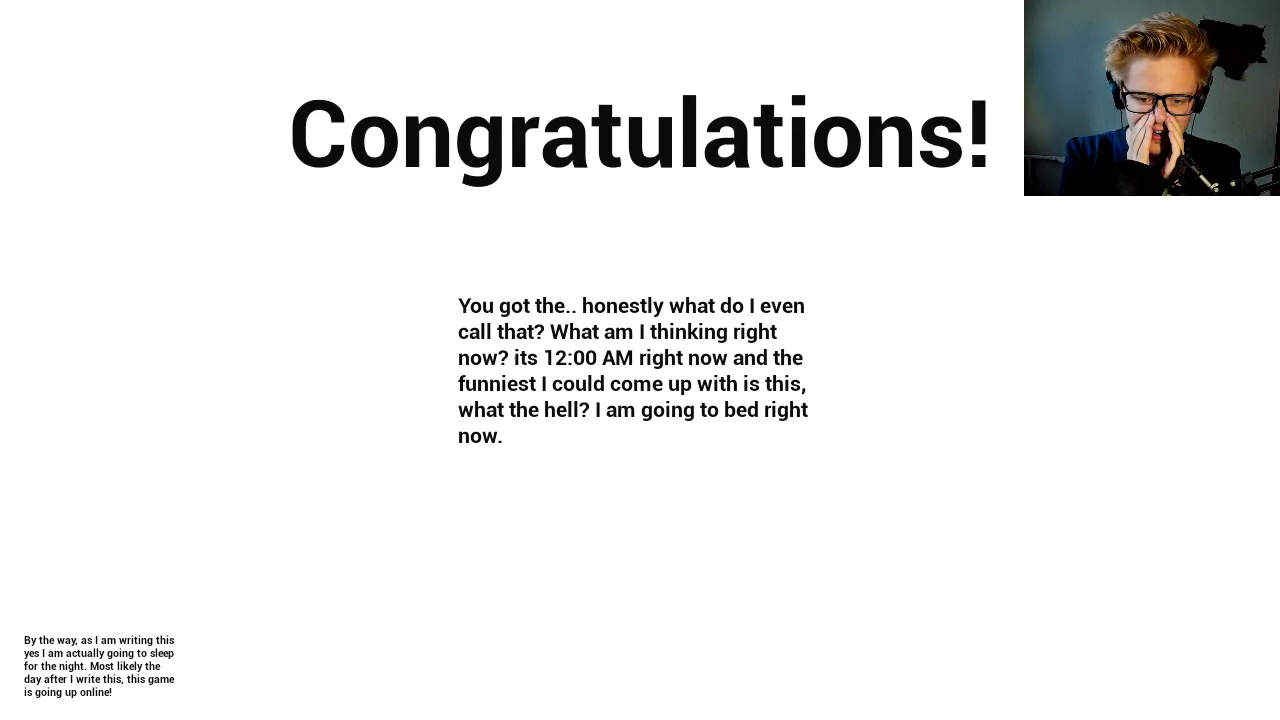 Congratulations!
You got the.. honestly what do I even
call that? What am I thinking right
now? its 12:00 AM right now and the
funniest I could come up with is this,
what the hell? I am going to bed right
now.
By the way, as I am writing this
yes I am actually going to sleep
for the night. Most likely the
day after I write this, this game
is going up online!